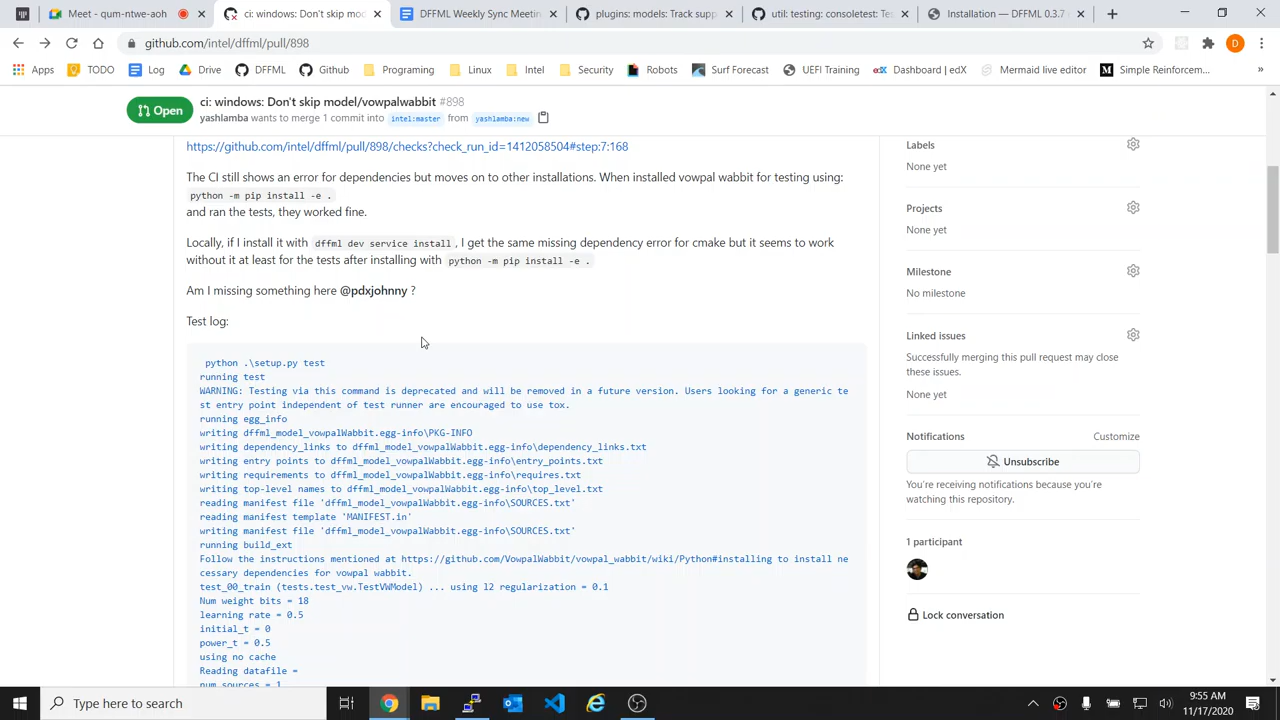 Meet - qum-ntwe-aoh
ci: windows: Don't skip mod
DFFML Weekly Sync Meetin
plugins: models: Track supp
util: testing: consoletest: Tes
Installation — DFFML 0.3.7
github.com/intel/dffml/pull/898
D
Apps TODO Log Drive DFFML Github Programing Linux Intel Security Robots Surf Forecast UEFI Training Dashboard | edX Mermaid live editor Simple Reinforcem...
Open
ci: windows: Don't skip model/vowpalwabbit #898
yashlamba wants to merge 1 commit into intel:master from yashlamba:new
https://github.com/intel/dffml/pull/898/checks?check_run_id=1412058504#step:7:168
The CI still shows an error for dependencies but moves on to other installations. When installed vowpal wabbit for testing using:
python -m pip install -e .
and ran the tests, they worked fine.
Locally, if I install it with dffml dev service install, I get the same missing dependency error for cmake but it seems to work
without it at least for the tests after installing with python -m pip install -e .
Am I missing something here @pdxjohnny ?
Test log:
python .\setup.py test
running test
WARNING: Testing via this command is deprecated and will be removed in a future version. Users looking for a generic te
st entry point independent of test runner are encouraged to use tox.
running egg_info
writing dffml_model_vowpalWabbit.egg-info\PKG-INFO
writing dependency_links to dffml_model_vowpalWabbit.egg-info\dependency_links.txt
writing entry points to dffml_model_vowpalWabbit.egg-info\entry_points.txt
writing requirements to dffml_model_vowpalWabbit.egg-info\requires.txt
writing top-level names to dffml_model_vowpalWabbit.egg-info\top_level.txt
reading manifest file 'dffml_model_vowpalWabbit.egg-info\SOURCES.txt'
reading manifest template 'MANIFEST.in'
writing manifest file 'dffml_model_vowpalWabbit.egg-info\SOURCES.txt'
running build_ext
Follow the instructions mentioned at https://github.com/VowpalWabbit/vowpal_wabbit/wiki/Python#installing to install ne
cessary dependencies for vowpal wabbit.
test_00_train (tests.test_vw.TestVWModel) ... using l2 regularization = 0.1
Num weight bits = 18
learning rate = 0.5
initial_t = 0
power_t = 0.5
using no cache
Reading datafile =
num sources = 1
Labels
None yet
Projects
None yet
Milestone
No milestone
Linked issues
Successfully merging this pull request may close
these issues.
None yet
Notifications Customize
Unsubscribe
You're receiving notifications because you're
watching this repository.
1 participant
Lock conversation
Type here to search
9:55 AM
11/17/2020